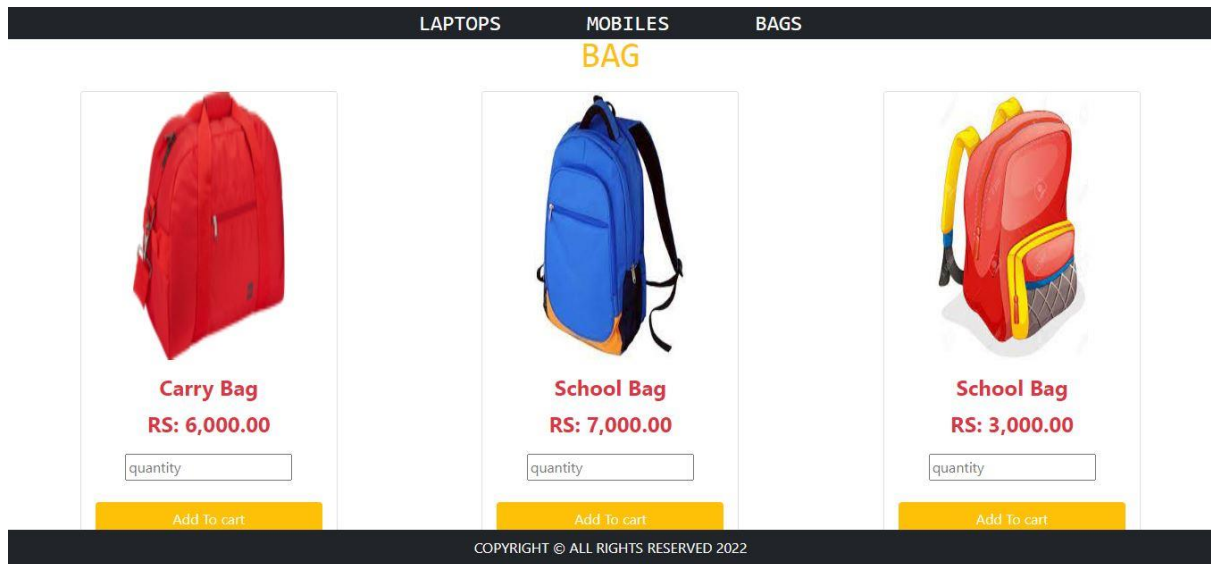 LAPTOPS MOBILES BAGS
BAG
Carry Bag
RS: 6,000.00
quantity
Add To cart
School Bag
RS: 7,000.00
quantity
Add To cart
School Bag
RS: 3,000.00
quantity
Add To cart
COPYRIGHT © ALL RIGHTS RESERVED 2022